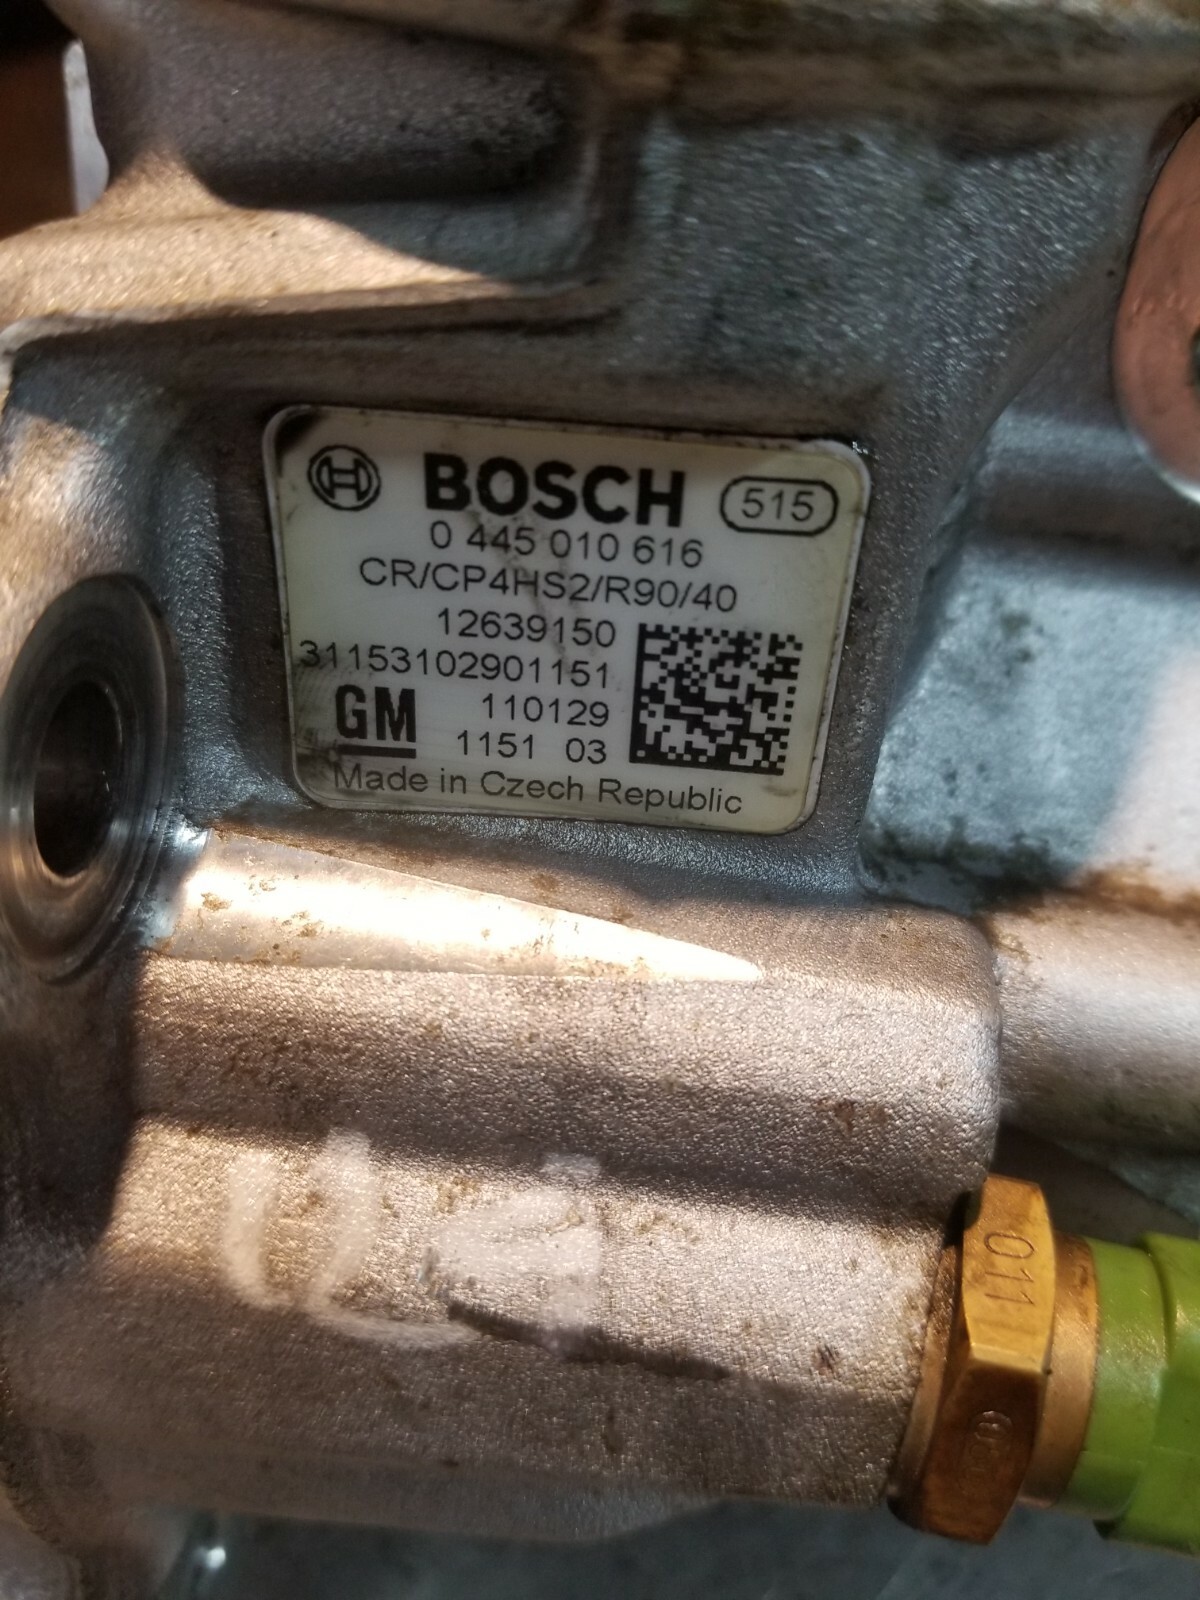 BOSCH 515
0 445 010 616
CR/CP4HS2/R90/40
12639150
31153102901151
GM 110129
1151 03
Made in Czech Republic
011